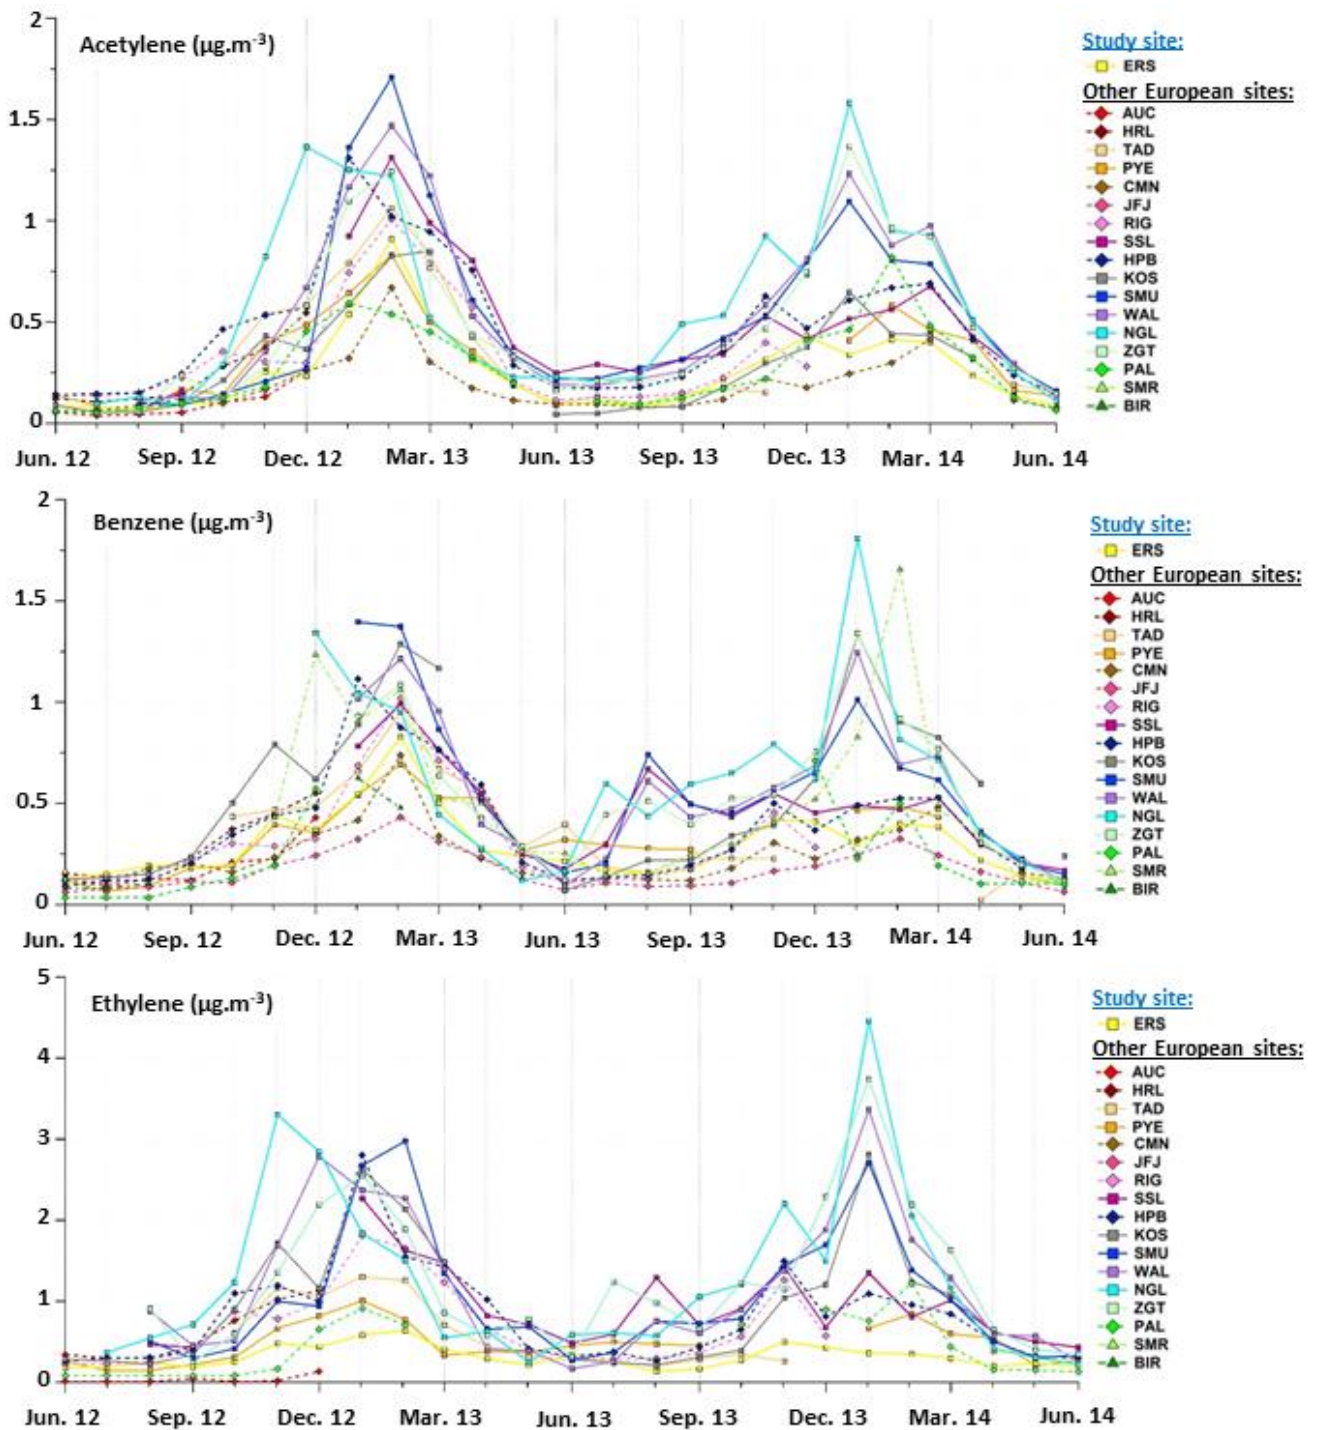 Acetylene (µg.m-3)
2
1.5
1
0.5
0
Jun. 12 Sep. 12 Dec. 12 Mar. 13 Jun. 13 Sep. 13 Dec. 13 Mar. 14 Jun. 14
Study site:
ERS
Other European sites:
AUC
HRL
TAD
PYE
CMN
JFJ
RIG
SSL
HPB
KOS
SMU
WAL
NGL
ZGT
PAL
SMR
BIR
Benzene (µg.m-3)
2
1.5
1
0.5
0
Jun. 12 Sep. 12 Dec. 12 Mar. 13 Jun. 13 Sep. 13 Dec. 13 Mar. 14 Jun. 14
Study site:
ERS
Other European sites:
AUC
HRL
TAD
PYE
CMN
JFJ
RIG
SSL
HPB
KOS
SMU
WAL
NGL
ZGT
PAL
SMR
BIR
Ethylene (µg.m-3)
5
4
3
2
1
0
Jun. 12 Sep. 12 Dec. 12 Mar. 13 Jun. 13 Sep. 13 Dec. 13 Mar. 14 Jun. 14
Study site:
ERS
Other European sites:
AUC
HRL
TAD
PYE
CMN
JFJ
RIG
SSL
HPB
KOS
SMU
WAL
NGL
ZGT
PAL
SMR
BIR